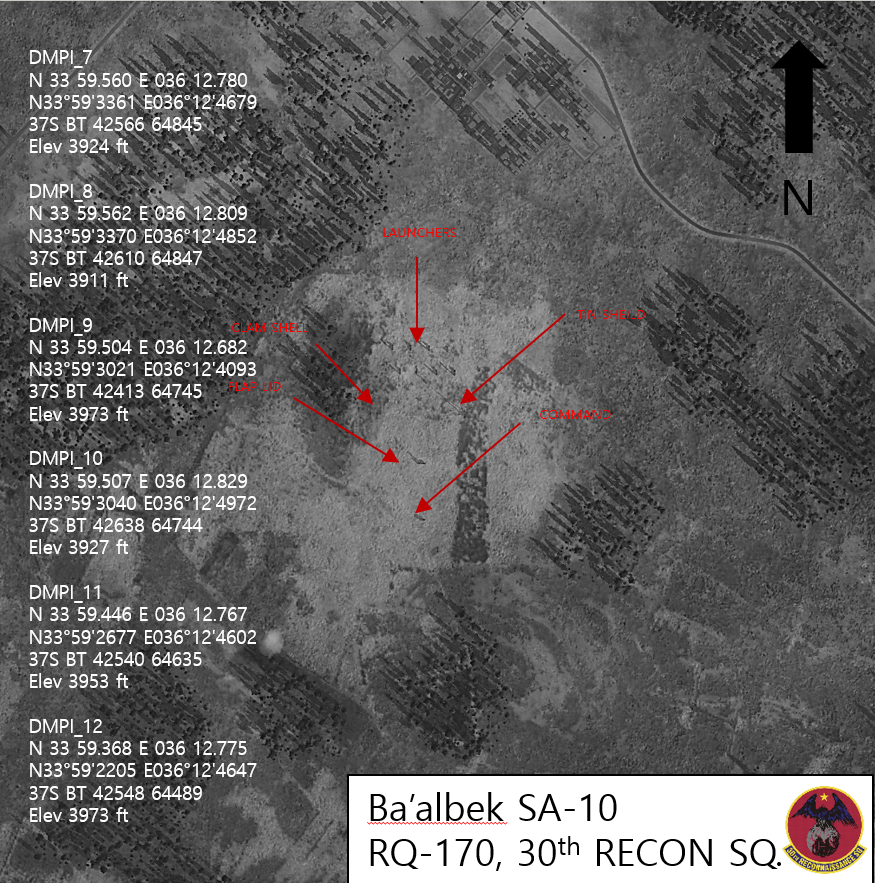 DMPI_7
N 33 59.560 E 036 12.780
N33°59'3361 E036°12'4679
37S BT 42566 64845
Elev 3924 ft
DMPI_8
N 33 59.562 E 036 12.809
N33°59'3370 E036°12'4852
37S BT 42610 64847
Elev 3911 ft
DMPI_9
N 33 59.504 E 036 12.682
N33°59'3021 E036°12'4093
37S BT 42413 64745
Elev 3973 ft
DMPI_10
N 33 59.507 E 036 12.829
N33°59'3040 E036°12'4972
37S BT 42638 64744
Elev 3927 ft
DMPI_11
N 33 59.446 E 036 12.767
N33°59'2677 E036°12'4602
37S BT 42540 64635
Elev 3953 ft
DMPI_12
N 33 59.368 E 036 12.775
N33°59'2205 E036°12'4647
37S BT 42548 64489
Elev 3973 ft
N
LAUNCHERS
CLAM SHELL
FLAP LID
COMMAND
Ba’albek SA-10
RQ-170, 30th RECON SQ.
30TH RECONNAISSANCE SQ